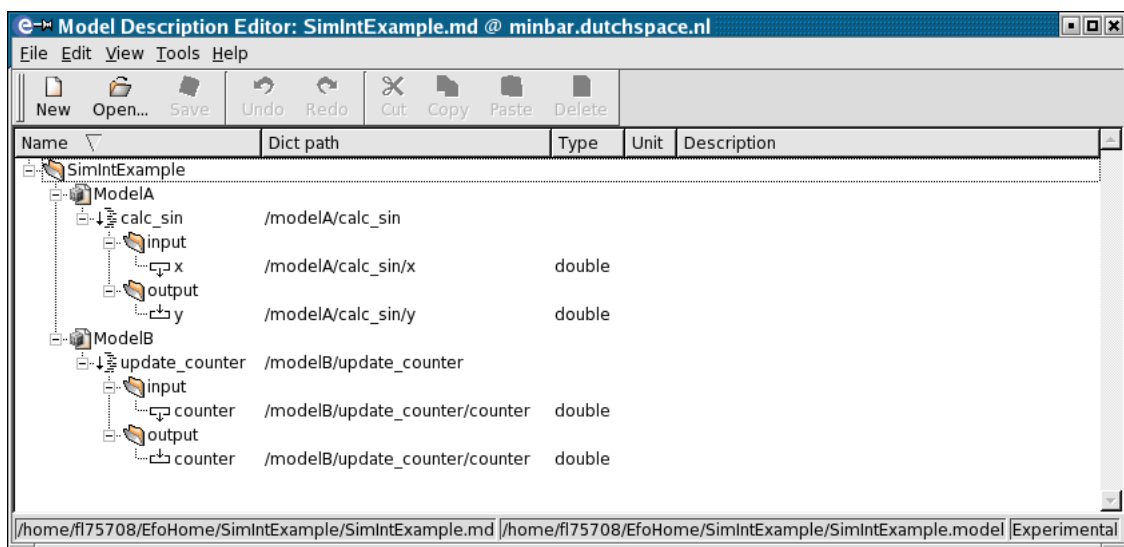 Model Description Editor: SimIntExample.md @ minbar.dutchspace.nl
File Edit View Tools Help
New Open... Save Undo Redo Cut Copy Paste Delete
Name Dict path Type Unit Description
SimIntExample
ModelA
calc_sin /modelA/calc_sin
input
x /modelA/calc_sin/x double
output
y /modelA/calc_sin/y double
ModelB
update_counter /modelB/update_counter
input
counter /modelB/update_counter/counter double
output
counter /modelB/update_counter/counter double
/home/fl75708/EfoHome/SimIntExample/SimIntExample.md /home/fl75708/EfoHome/SimIntExample/SimIntExample.model Experimental